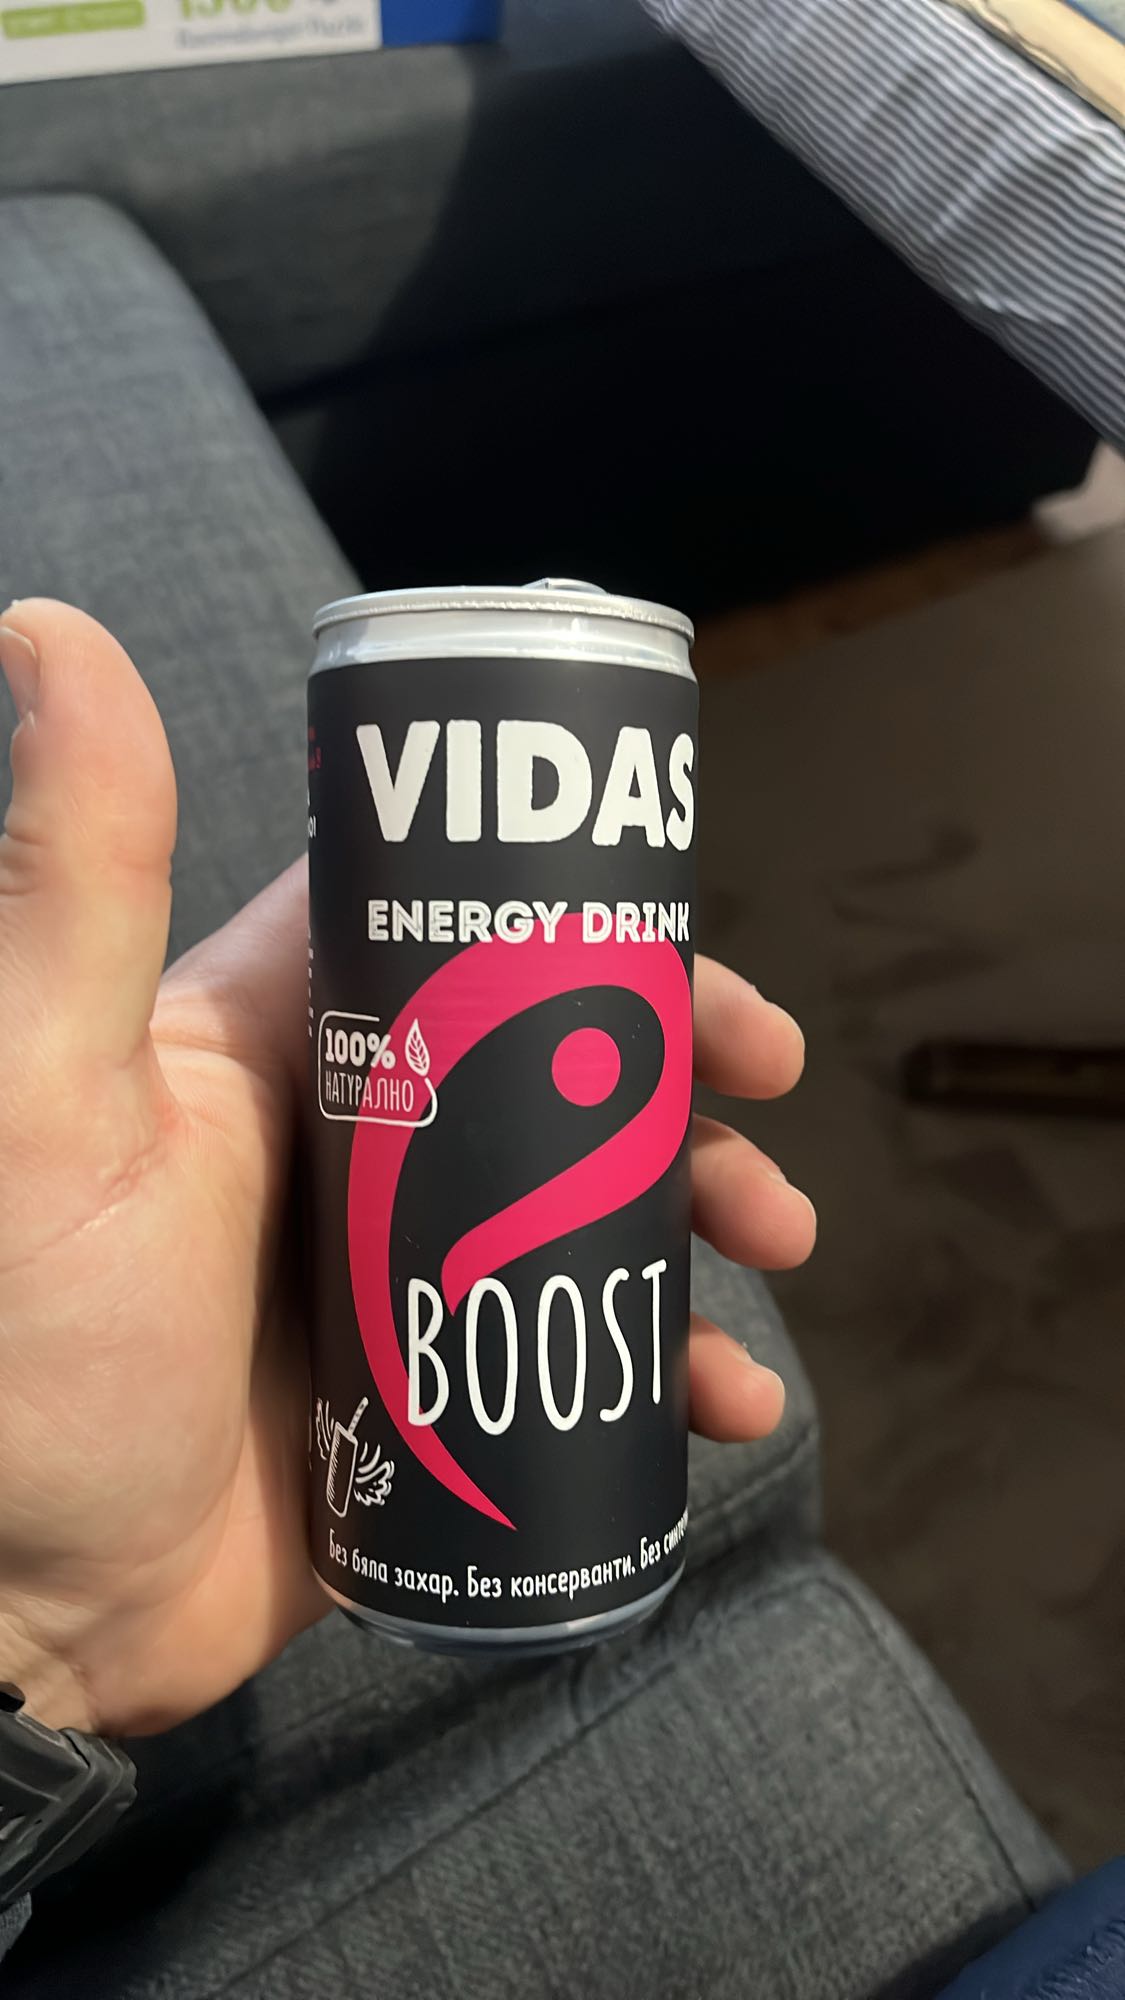 VIDAS
ENERGY DRINK
100%
НАТУРАЛНО
BOOST
Без бяла захар. Без консерванти. Без